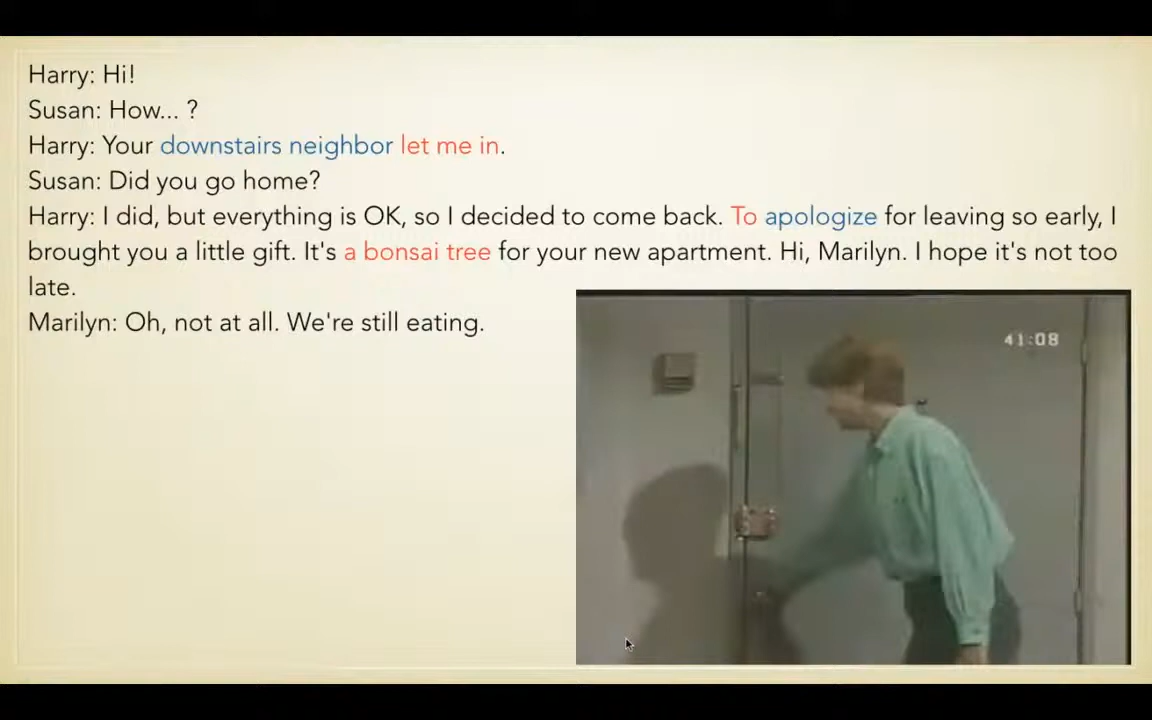 Harry: Hi!
Susan: How... ?
Harry: Your downstairs neighbor let me in.
Susan: Did you go home?
Harry: I did, but everything is OK, so I decided to come back. To apologize for leaving so early, I
brought you a little gift. It's a bonsai tree for your new apartment. Hi, Marilyn. I hope it's not too
late.
Marilyn: Oh, not at all. We're still eating.
41:08